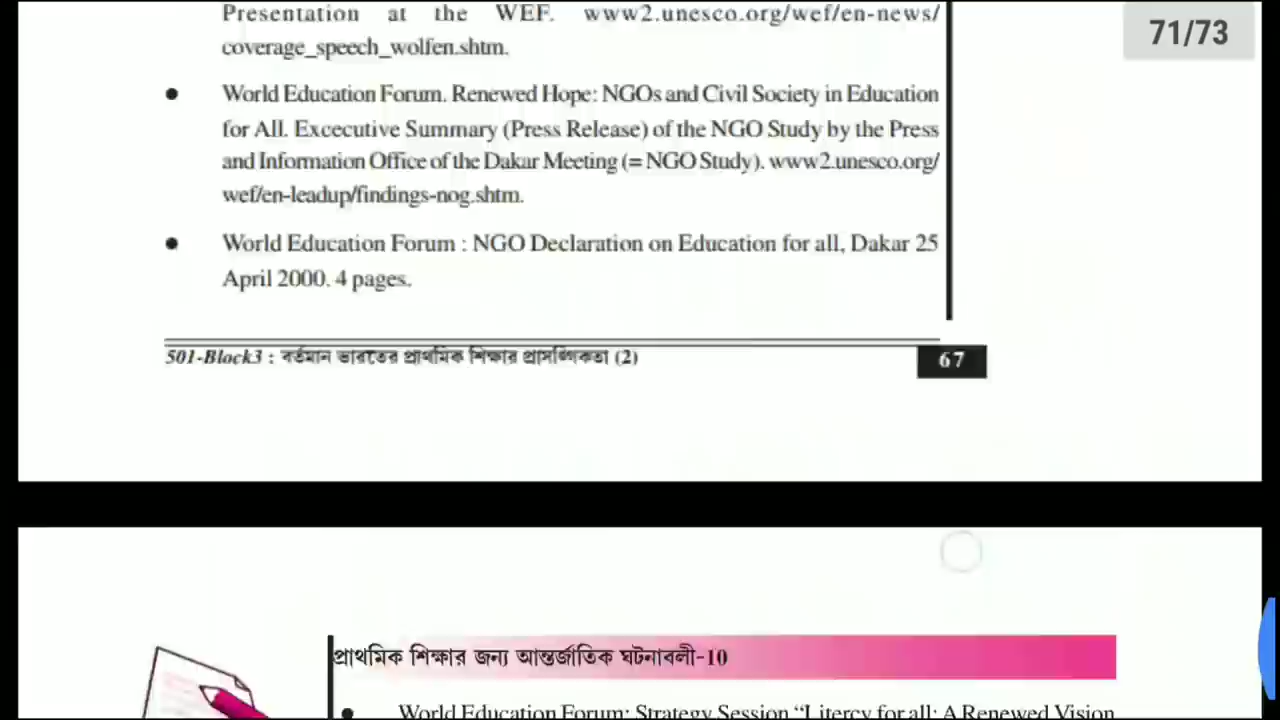 Presentation at the WEF. www2.unesco.org/wef/en-news/
coverage_speech_wolfen.shtm.
71/73
● World Education Forum. Renewed Hope: NGOs and Civil Society in Education
for All. Excecutive Summary (Press Release) of the NGO Study by the Press
and Information Office of the Dakar Meeting (= NGO Study). www2.unesco.org/
wef/en-leadup/findings-nog.shtm.
● World Education Forum : NGO Declaration on Education for all, Dakar 25
April 2000. 4 pages.
501-Block3 : বর্তমান ভারতের প্রাথমিক শিক্ষার প্রাসঙ্গিকতা (2)
67
প্রাথমিক শিক্ষার জন্য আন্তর্জাতিক ঘটনাবলী-10
● World Education Forum: Strategy Session “Litercy for all: A Renewed Vision